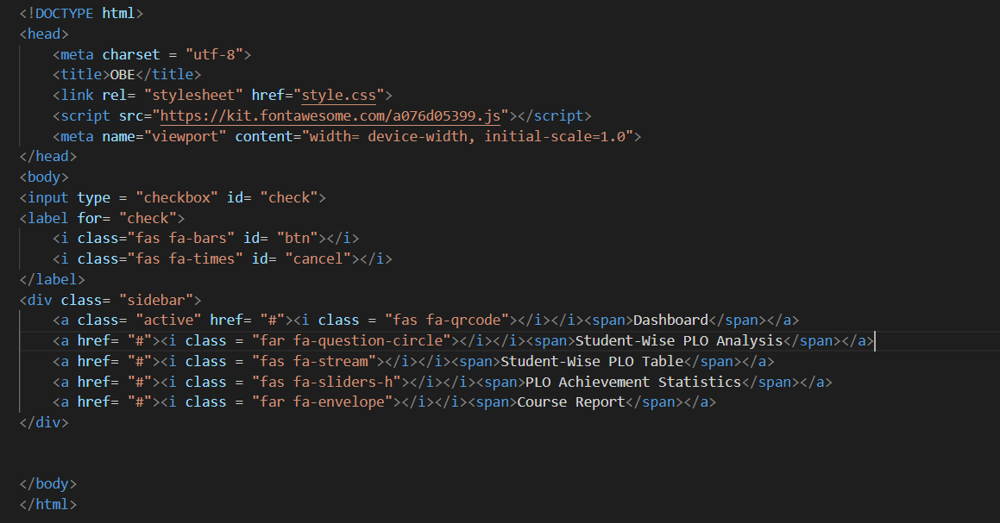 <!DOCTYPE html>
<head>
    <meta charset = "utf-8">
    <title>OBE</title>
    <link rel= "stylesheet" href="style.css">
    <script src="https://kit.fontawesome.com/a076d05399.js"></script>
    <meta name="viewport" content="width= device-width, initial-scale=1.0">
</head>
<body>
<input type = "checkbox" id= "check">
<label for= "check">
    <i class="fas fa-bars" id= "btn"></i>
    <i class="fas fa-times" id= "cancel"></i>
</label>
<div class= "sidebar">
    <a class= "active" href= "#"><i class = "fas fa-qrcode"></i></i><span>Dashboard</span></a>
    <a href= "#"><i class = "far fa-question-circle"></i></i><span>Student-Wise PLO Analysis</span></a>
    <a href= "#"><i class = "fas fa-stream"></i></i><span>Student-Wise PLO Table</span></a>
    <a href= "#"><i class = "fas fa-sliders-h"></i></i><span>PLO Achievement Statistics</span></a>
    <a href= "#"><i class = "far fa-envelope"></i></i><span>Course Report</span></a>
</div>
</body>
</html>